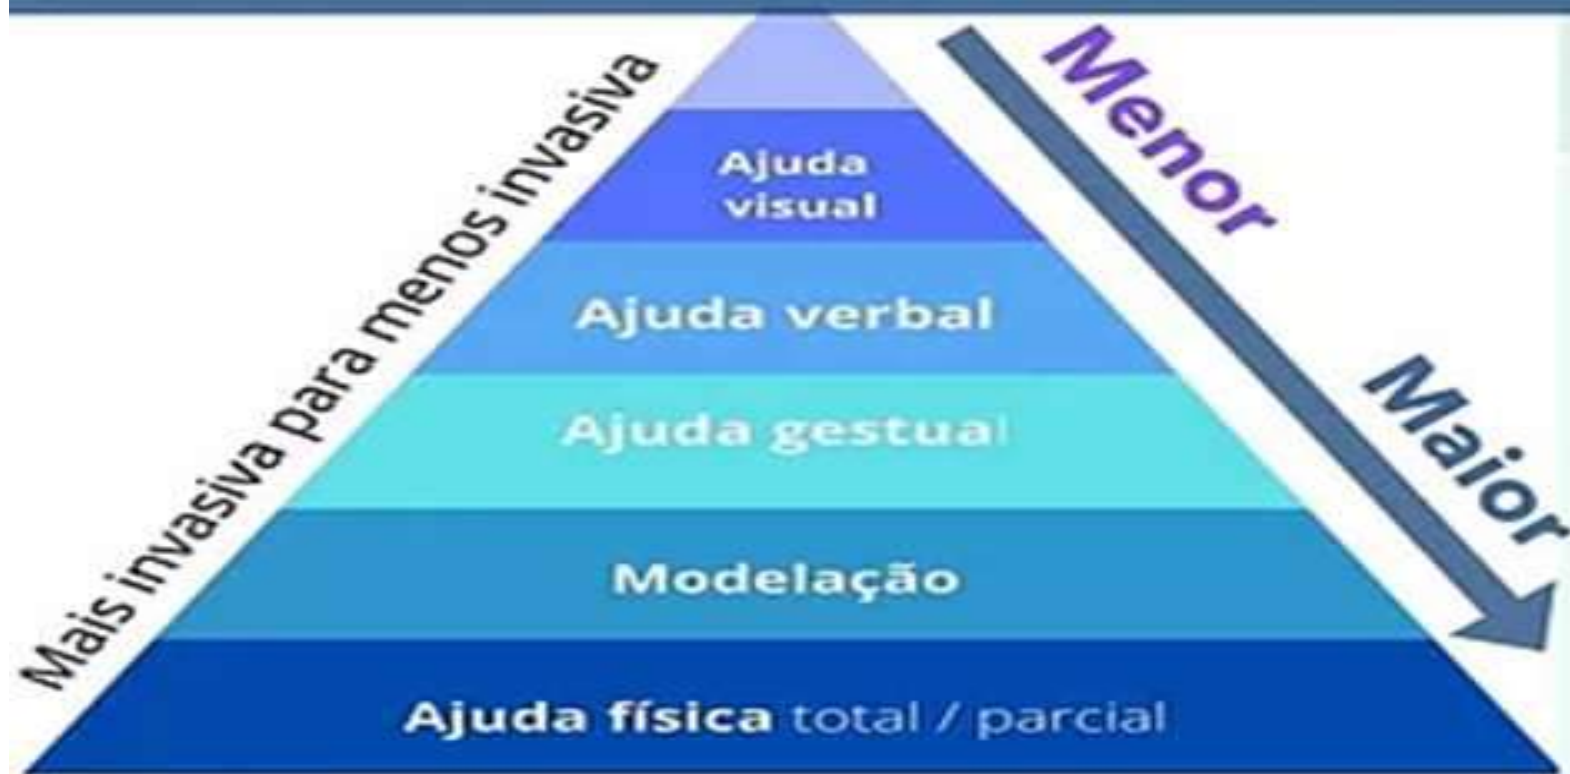 Mais invasiva para menos invasiva
Menor
Maior
Ajuda
visual
Ajuda verbal
Ajuda gestual
Modelação
Ajuda física total / parcial